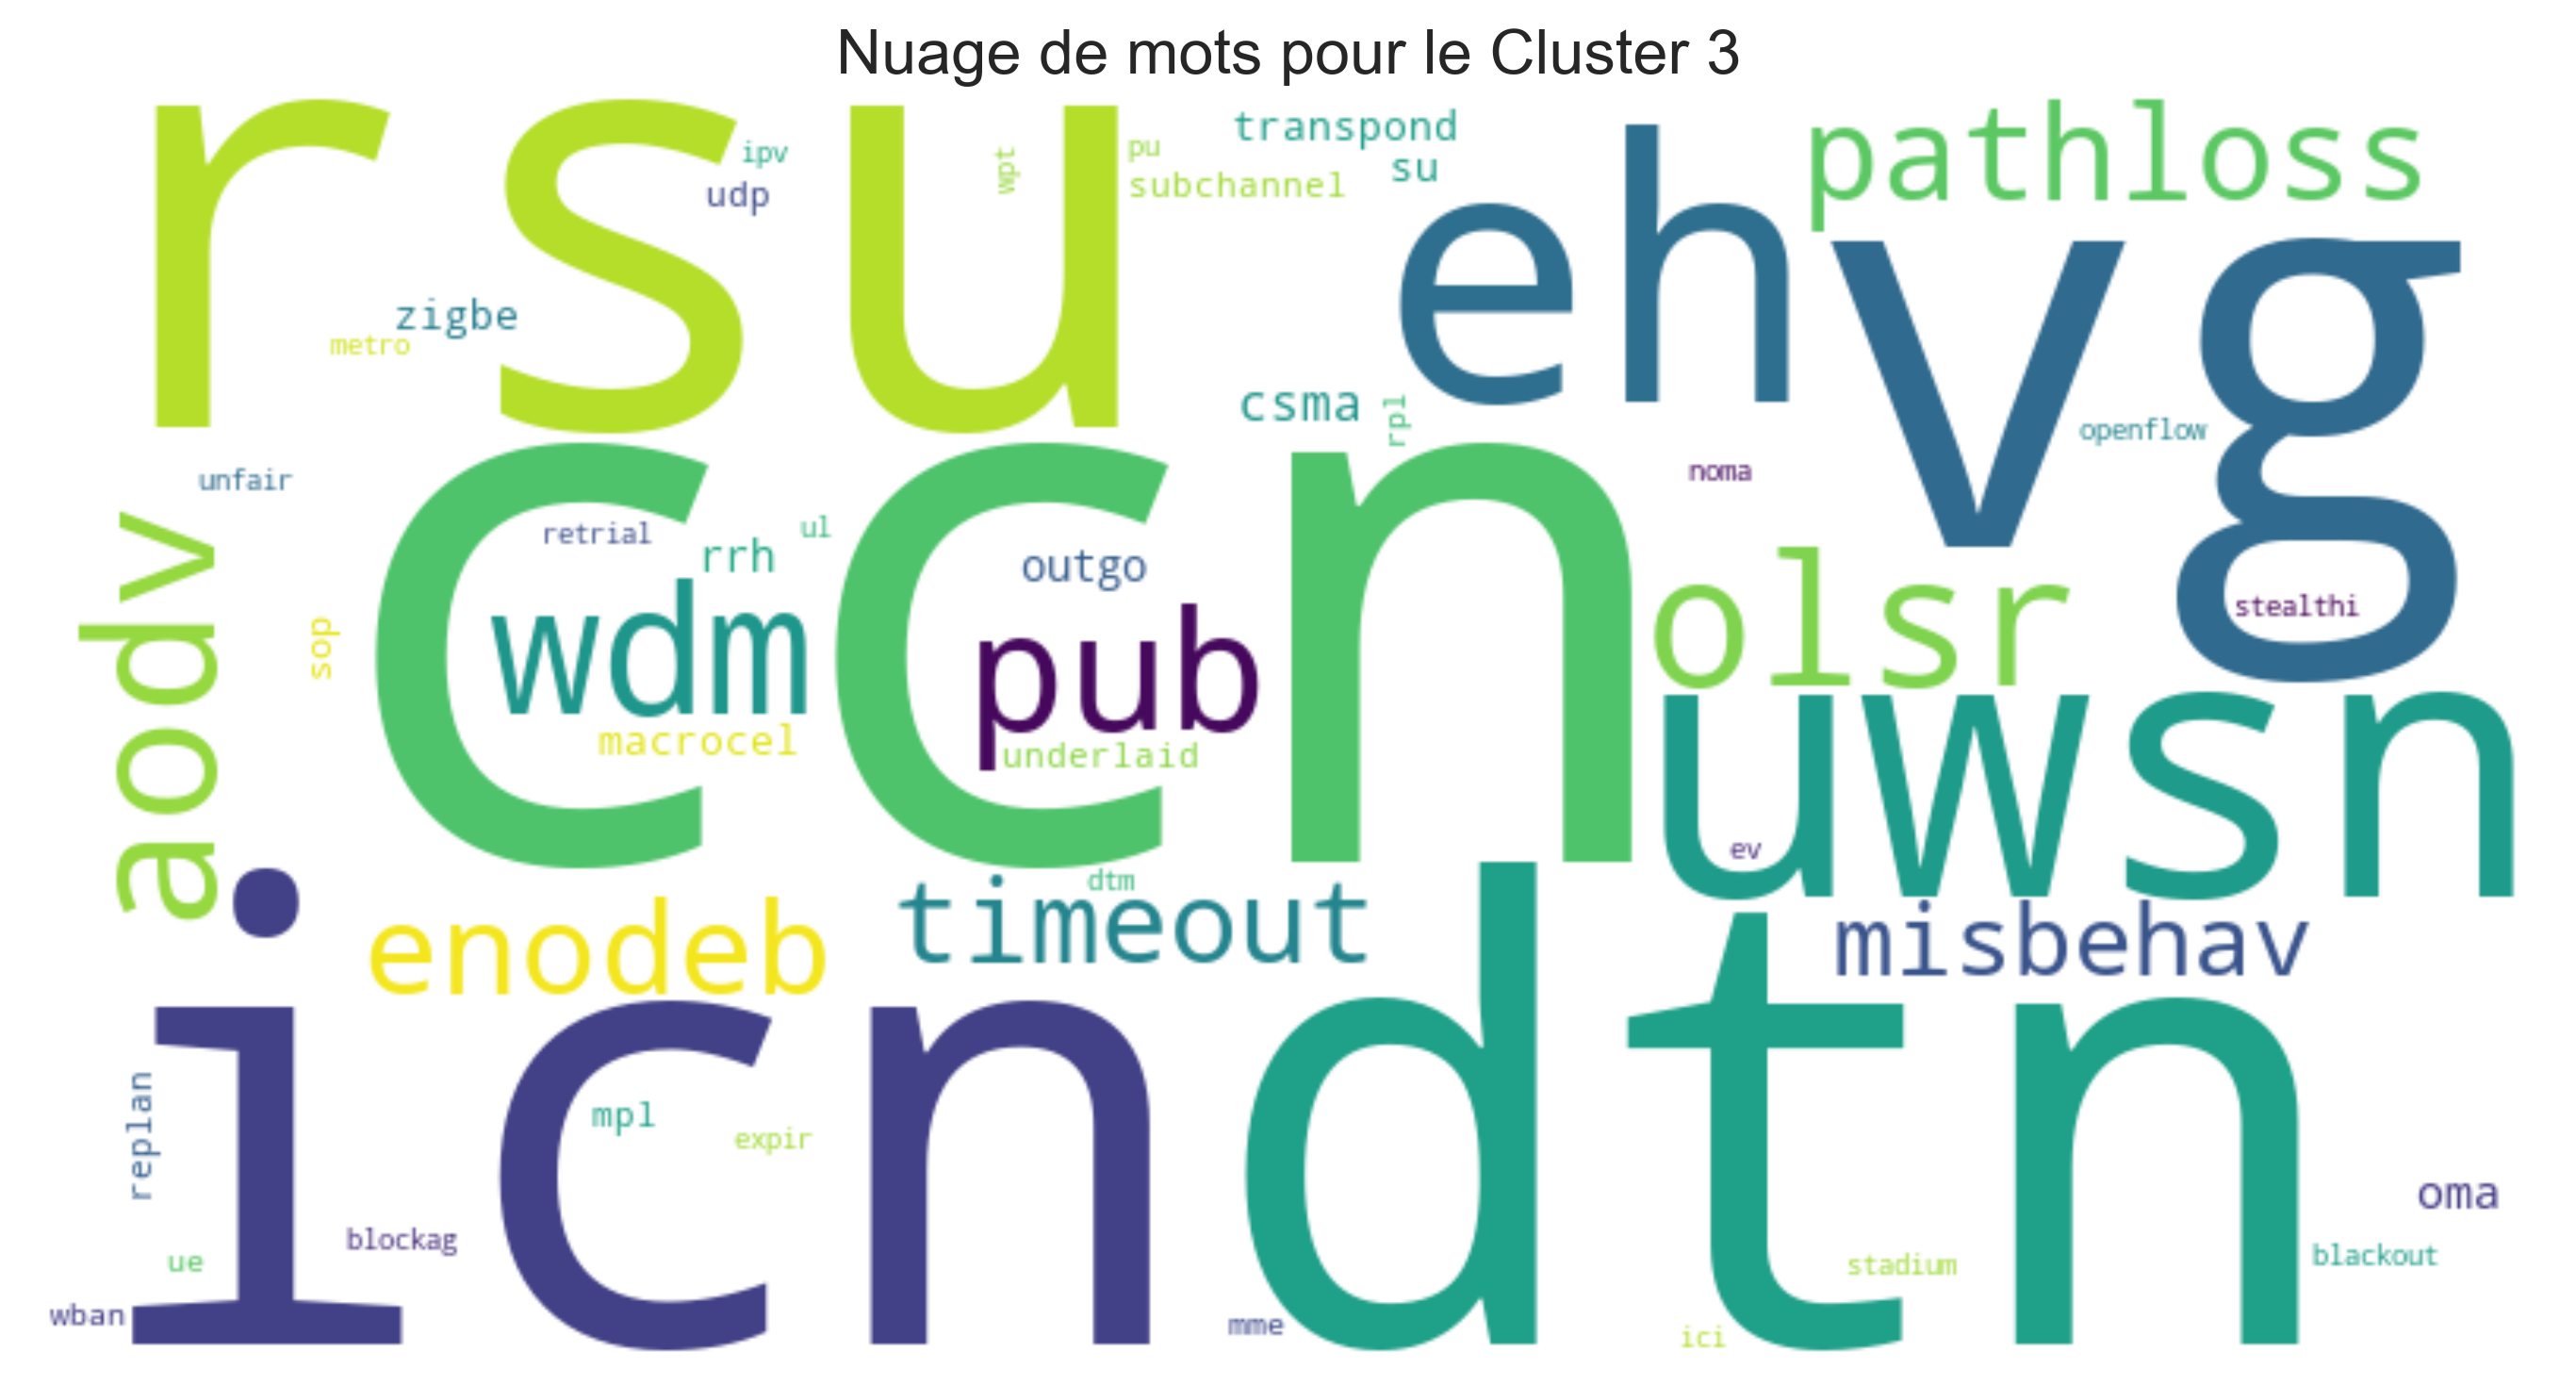 Nuage de mots pour le Cluster 3
rsu
ipv
udp
wpt
pu
subchannel
transpond
su
eh
pathloss
vg
zigbe
metro
csma
rpl
openflow
noma
unfair
ccn
retrial
ul
rrh
outgo
wdm
pub
macrocel
underlaid
aodv
sop
olsr
stealthi
uwsn
ev
enodeb
dtm
timeout
misbehav
icn
dtn
mpl
expir
replan
ue
blockag
wban
mme
stadium
ici
oma
blackout